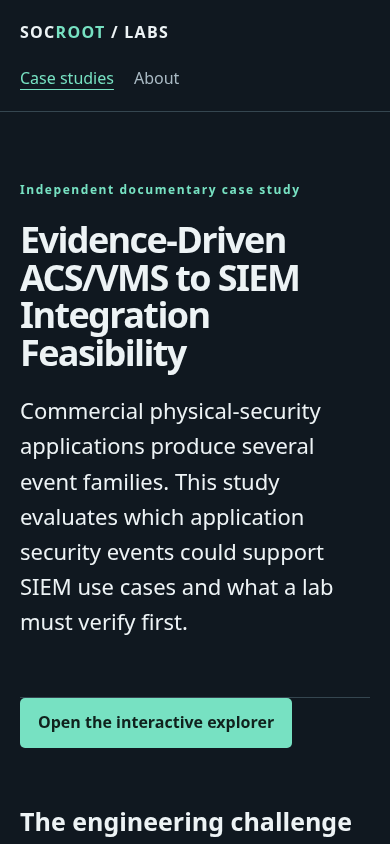 SOCROOT / LABS
Case studies About
Independent documentary case study
Evidence-Driven
ACS/VMS to SIEM
Integration
Feasibility
Commercial physical-security
applications produce several
event families. This study
evaluates which application
security events could support
SIEM use cases and what a lab
must verify first.
Open the interactive explorer
The engineering challenge